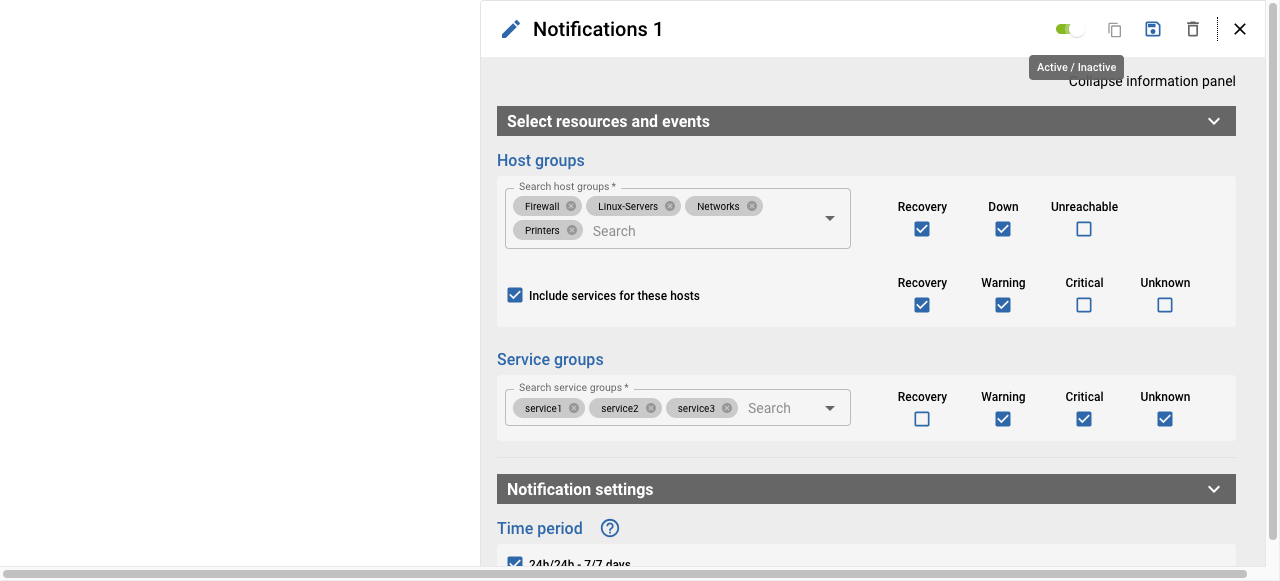 Notifications 1
Active / Inactive
Collapse information panel
Select resources and events
Host groups
Search host groups *
Firewall Linux-Servers Networks
Printers Search
Recovery Down Unreachable
Include services for these hosts
Recovery Warning Critical Unknown
Service groups
Search service groups *
service1 service2 service3 Search
Recovery Warning Critical Unknown
Notification settings
Time period ?
24h/24h - 7/7 days